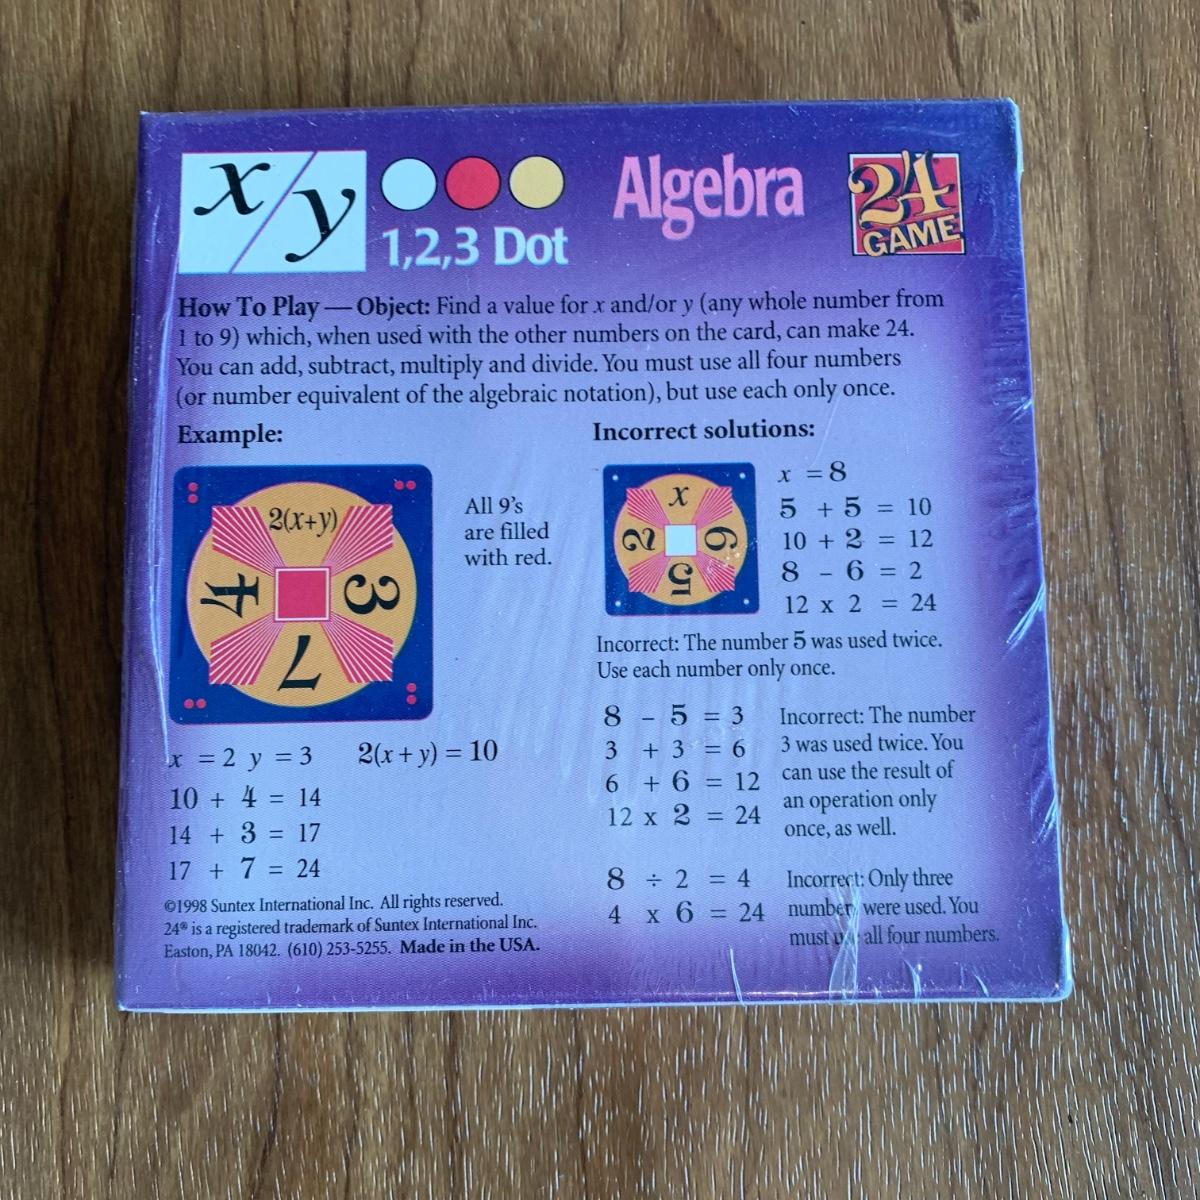 x/y
1,2,3 Dot
Algebra
24
GAME
How To Play — Object: Find a value for x and/or y (any whole number from
1 to 9) which, when used with the other numbers on the card, can make 24.
You can add, subtract, multiply and divide. You must use all four numbers
(or number equivalent of the algebraic notation), but use each only once.
Example:
2(x+y)
4
3
7
All 9's
are filled
with red.
x = 2 y = 3 2(x + y) = 10
10 + 4 = 14
14 + 3 = 17
17 + 7 = 24
©1998 Suntex International Inc. All rights reserved.
24® is a registered trademark of Suntex International Inc.
Easton, PA 18042. (610) 253-5255. Made in the USA.
Incorrect solutions:
x
2
6
5
x = 8
5 + 5 = 10
10 + 2 = 12
8 - 6 = 2
12 x 2 = 24
Incorrect: The number 5 was used twice.
Use each number only once.
8 - 5 = 3
3 + 3 = 6
6 + 6 = 12
12 x 2 = 24
Incorrect: The number
3 was used twice. You
can use the result of
an operation only
once, as well.
8 ÷ 2 = 4
4 x 6 = 24
Incorrect: Only three
numbers were used. You
must use all four numbers.